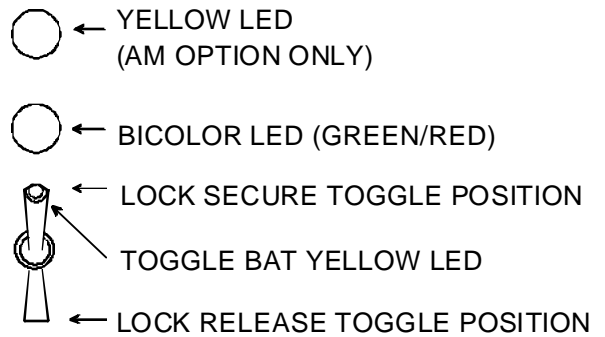 YELLOW LED
(AM OPTION ONLY)
BICOLOR LED (GREEN/RED)
LOCK SECURE TOGGLE POSITION
TOGGLE BAT YELLOW LED
LOCK RELEASE TOGGLE POSITION